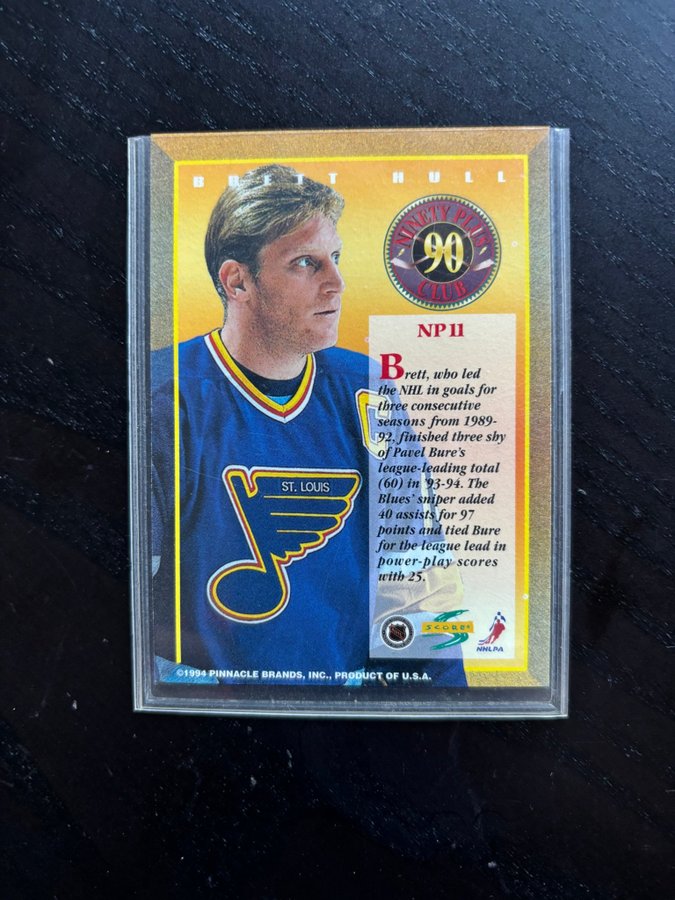 BRETT HULL
NINETY PLUS
90
CLUB
NP11
Brett, who led
the NHL in goals for
three consecutive
seasons from 1989-
92, finished three shy
of Pavel Bure's
league-leading total
(60) in '93-94. The
Blues' sniper added
40 assists for 97
points and tied Bure
for the league lead in
power-play scores
with 25.
ST. LOUIS
C
SCORE
NHLPA
©1994 PINNACLE BRANDS, INC., PRODUCT OF U.S.A.